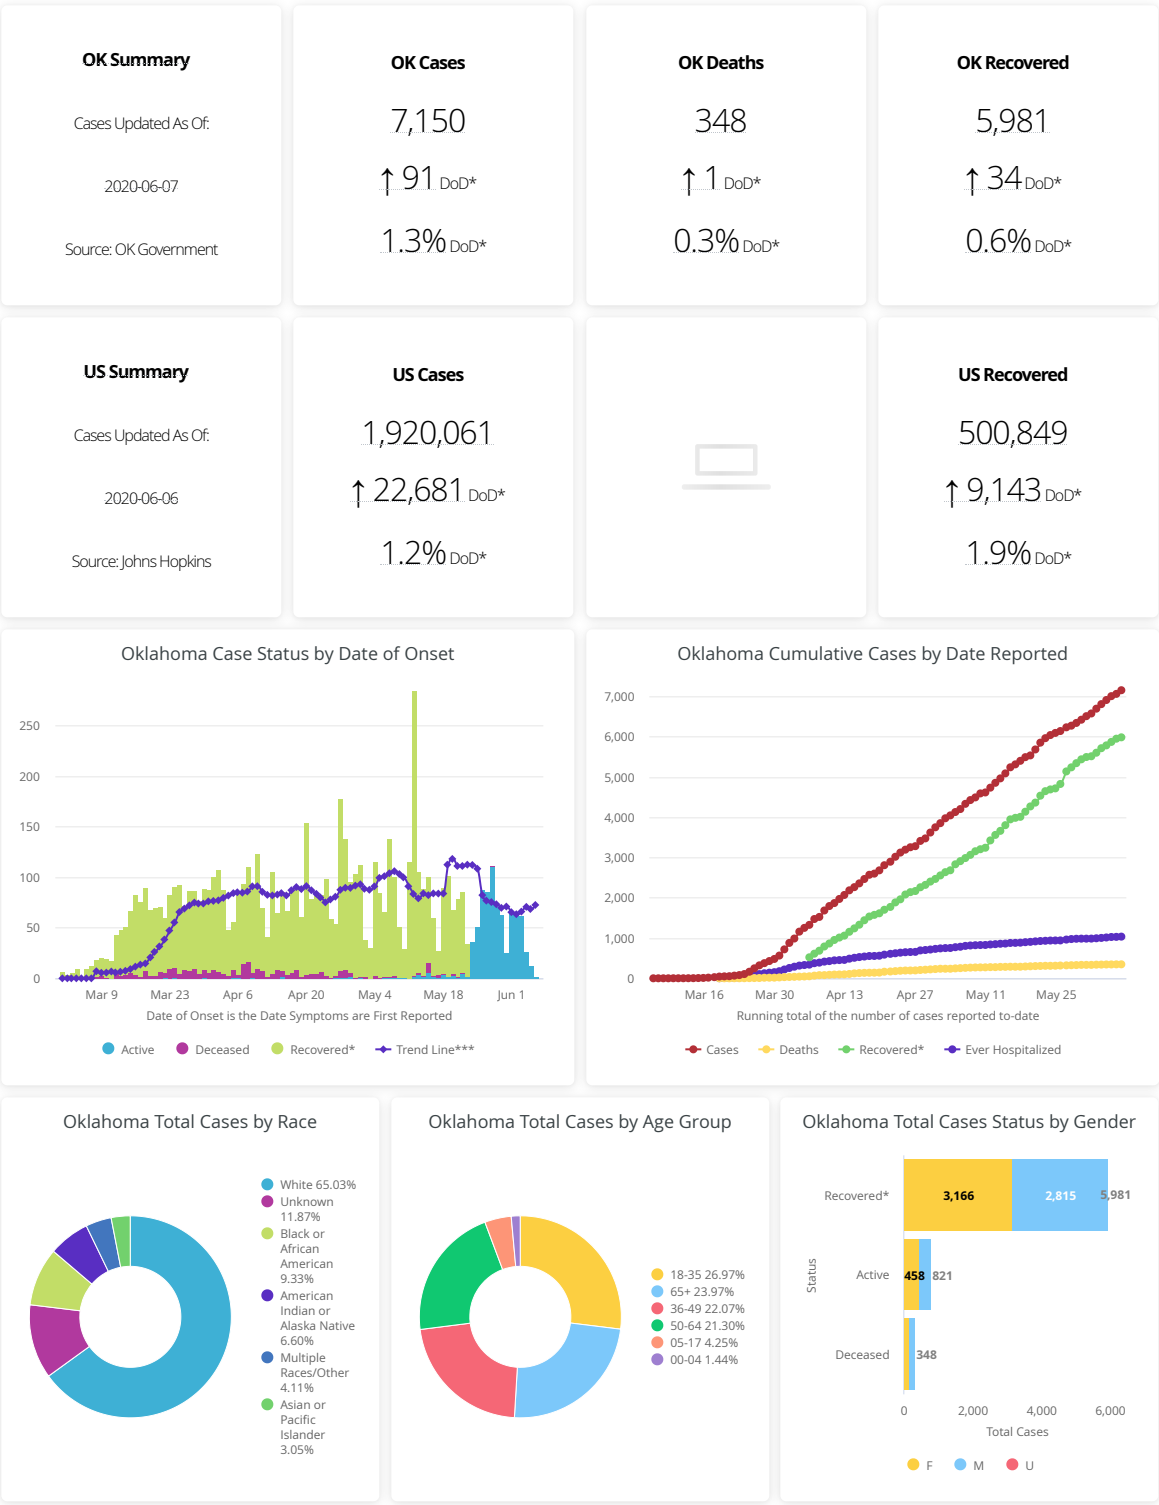 OK Summary
Cases Updated As Of:
2020-06-07
Source: OK Government
OK Cases
7,150
↑ 91 DoD*
1.3% DoD*
OK Deaths
348
↑ 1 DoD*
0.3% DoD*
OK Recovered
5,981
↑ 34 DoD*
0.6% DoD*
US Summary
Cases Updated As Of:
2020-06-06
Source: Johns Hopkins
US Cases
1,920,061
↑ 22,681 DoD*
1.2% DoD*
US Recovered
500,849
↑ 9,143 DoD*
1.9% DoD*
Oklahoma Case Status by Date of Onset
250
200
150
100
50
0
Mar 9 Mar 23 Apr 6 Apr 20 May 4 May 18 Jun 1
Date of Onset is the Date Symptoms are First Reported
Active Deceased Recovered* Trend Line***
Oklahoma Cumulative Cases by Date Reported
7,000
6,000
5,000
4,000
3,000
2,000
1,000
0
Mar 16 Mar 30 Apr 13 Apr 27 May 11 May 25
Running total of the number of cases reported to-date
Cases Deaths Recovered* Ever Hospitalized
Oklahoma Total Cases by Race
White 65.03%
Unknown
11.87%
Black or
African
American
9.33%
American
Indian or
Alaska Native
6.60%
Multiple
Races/Other
4.11%
Asian or
Pacific
Islander
3.05%
Oklahoma Total Cases by Age Group
18-35 26.97%
65+ 23.97%
36-49 22.07%
50-64 21.30%
05-17 4.25%
00-04 1.44%
Oklahoma Total Cases Status by Gender
Status
Recovered* 3,166 2,815 5,981
Active 458 821
Deceased 348
0 2,000 4,000 6,000
Total Cases
F M U